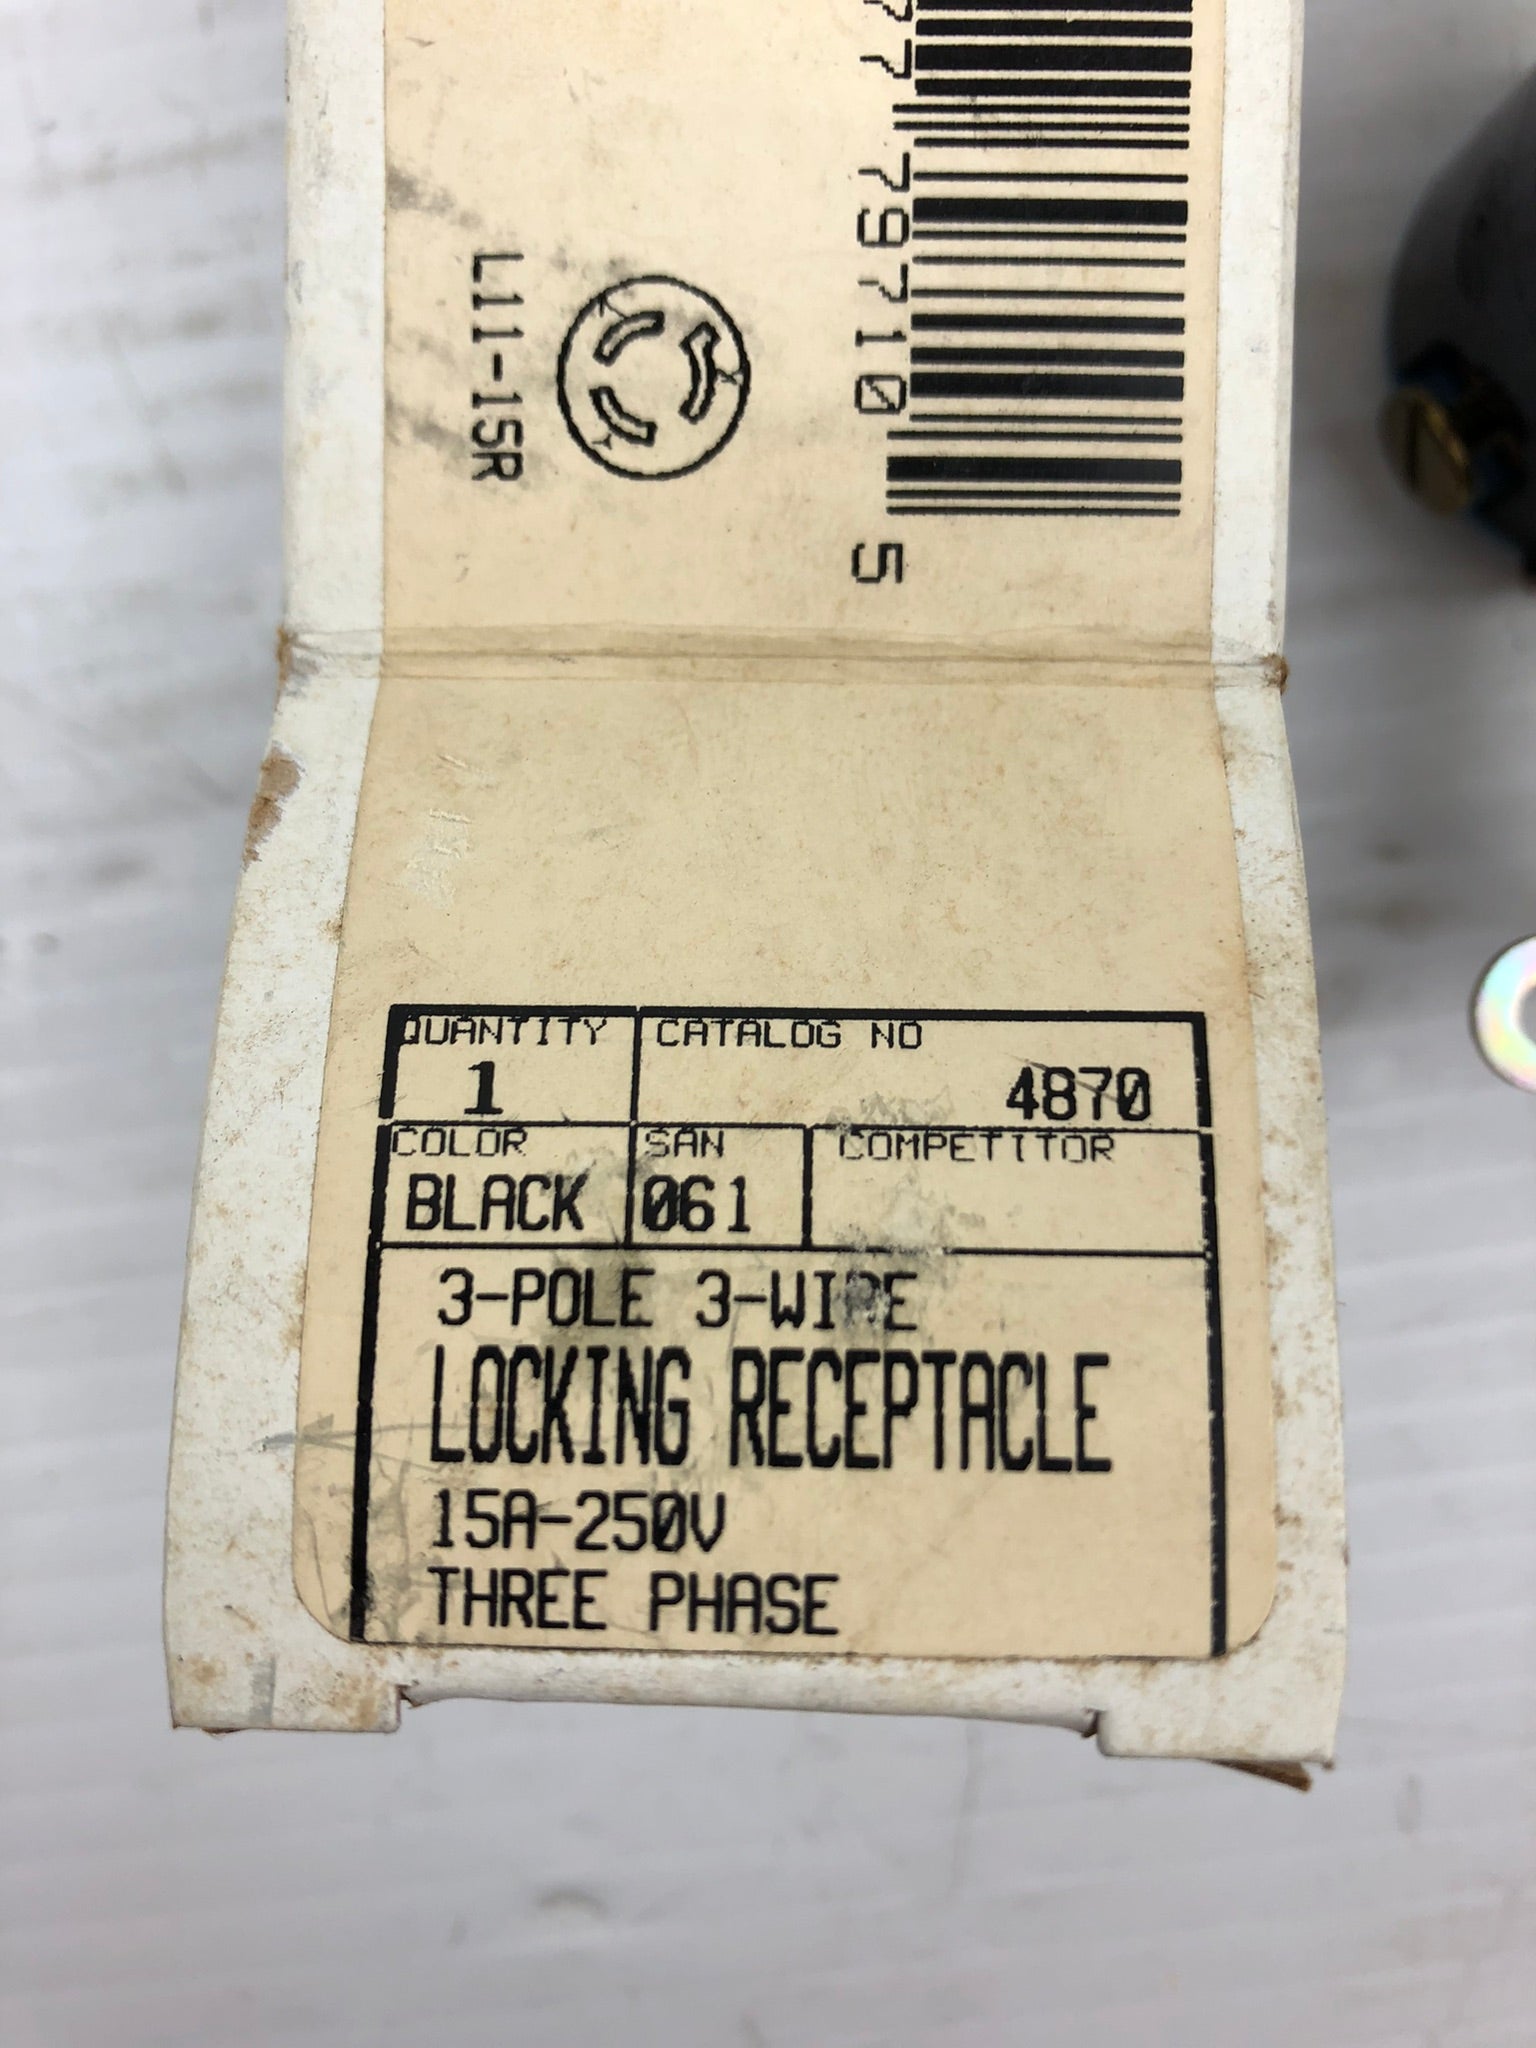 77 79710 5
L11-15R
X
Y
X
QUANTITY
1
CATALOG NO
4870
COLOR
BLACK
SAN
061
COMPETITOR
3-POLE 3-WIRE
LOCKING RECEPTACLE
15A-250V
THREE PHASE